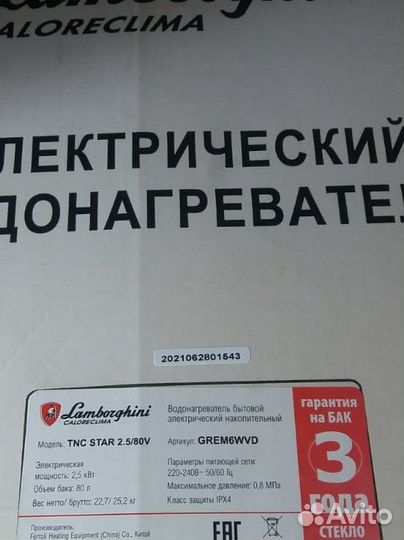 Lamborghini
CALORECLIMA
ЛЕКТРИЧЕСКИЙ
ДОНАГРЕВАТЕЛ
2021062801543
Lamborghini
CALORECLIMA
Водонагреватель бытовой
электрический накопительный
Модель: TNC STAR 2.5/80V
Артикул: GREM6WVD
Электрическая
мощность: 2,5 кВт
Объем бака: 80 л
Вес нетто/ брутто: 22,7/ 25,2 кг
Параметры питающей сети:
220-240В~ 50/60 Гц
Максимальное давление: 0,8 МПа
Класс защиты IPX4
гарантия
на БАК
3
года
СТЕКЛО
Производитель:
Ferroli Heating Equipment (China) Co., Китай
ЕАС
Avito